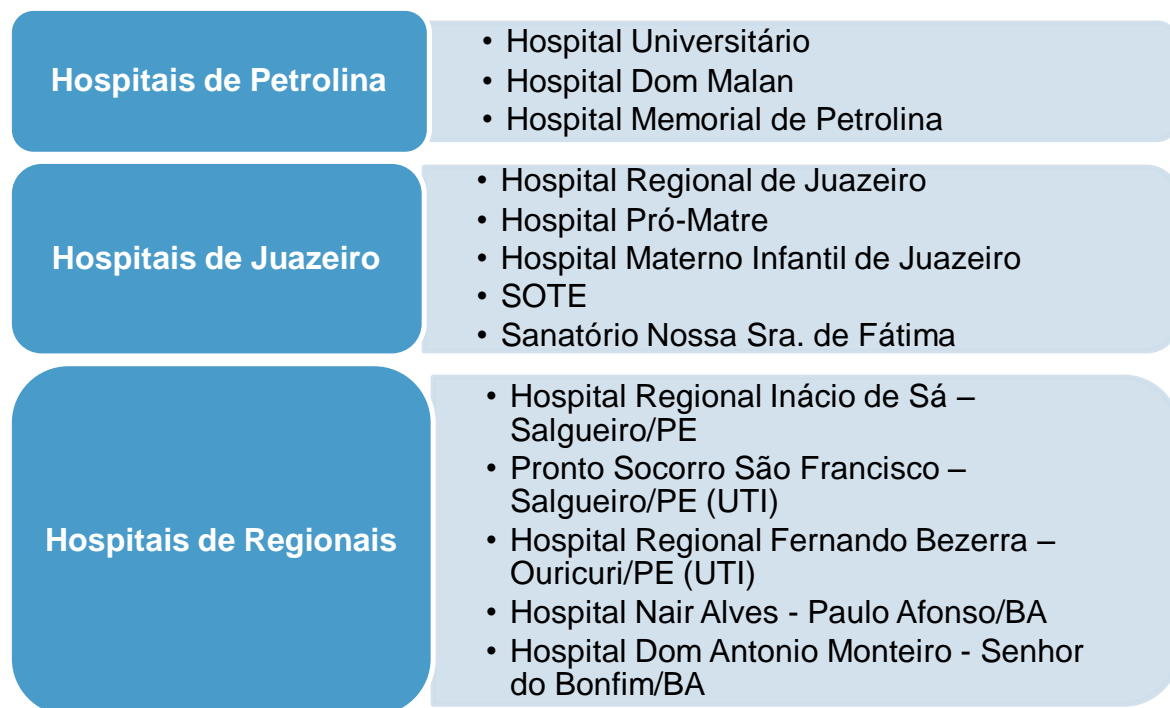 Hospitais de Petrolina
• Hospital Universitário
• Hospital Dom Malan
• Hospital Memorial de Petrolina
Hospitais de Juazeiro
• Hospital Regional de Juazeiro
• Hospital Pró-Matre
• Hospital Materno Infantil de Juazeiro
• SOTE
• Sanatório Nossa Sra. de Fátima
Hospitais de Regionais
• Hospital Regional Inácio de Sá –
Salgueiro/PE
• Pronto Socorro São Francisco –
Salgueiro/PE (UTI)
• Hospital Regional Fernando Bezerra –
Ouricuri/PE (UTI)
• Hospital Nair Alves - Paulo Afonso/BA
• Hospital Dom Antonio Monteiro - Senhor
do Bonfim/BA